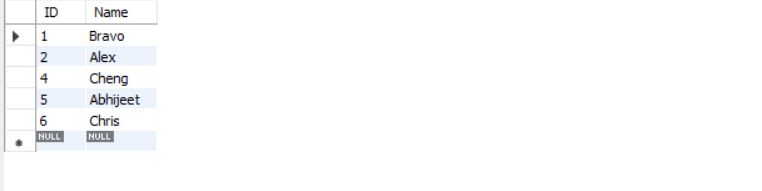 ID Name
1 Bravo
2 Alex
4 Cheng
5 Abhijeet
6 Chris
NULL NULL